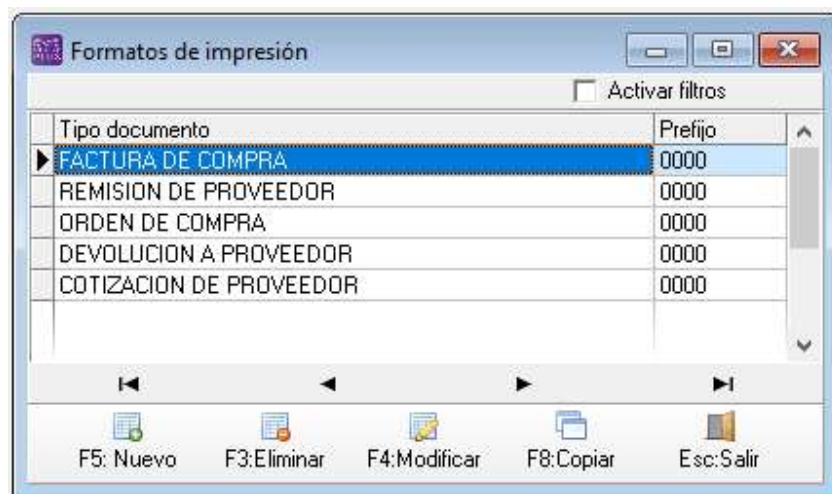 Formatos de impresión
Activar filtros
Tipo documento Prefijo
FACTURA DE COMPRA 0000
REMISION DE PROVEEDOR 0000
ORDEN DE COMPRA 0000
DEVOLUCION A PROVEEDOR 0000
COTIZACION DE PROVEEDOR 0000
F5: Nuevo F3:Eliminar F4:Modificar F8:Copiar Esc:Salir